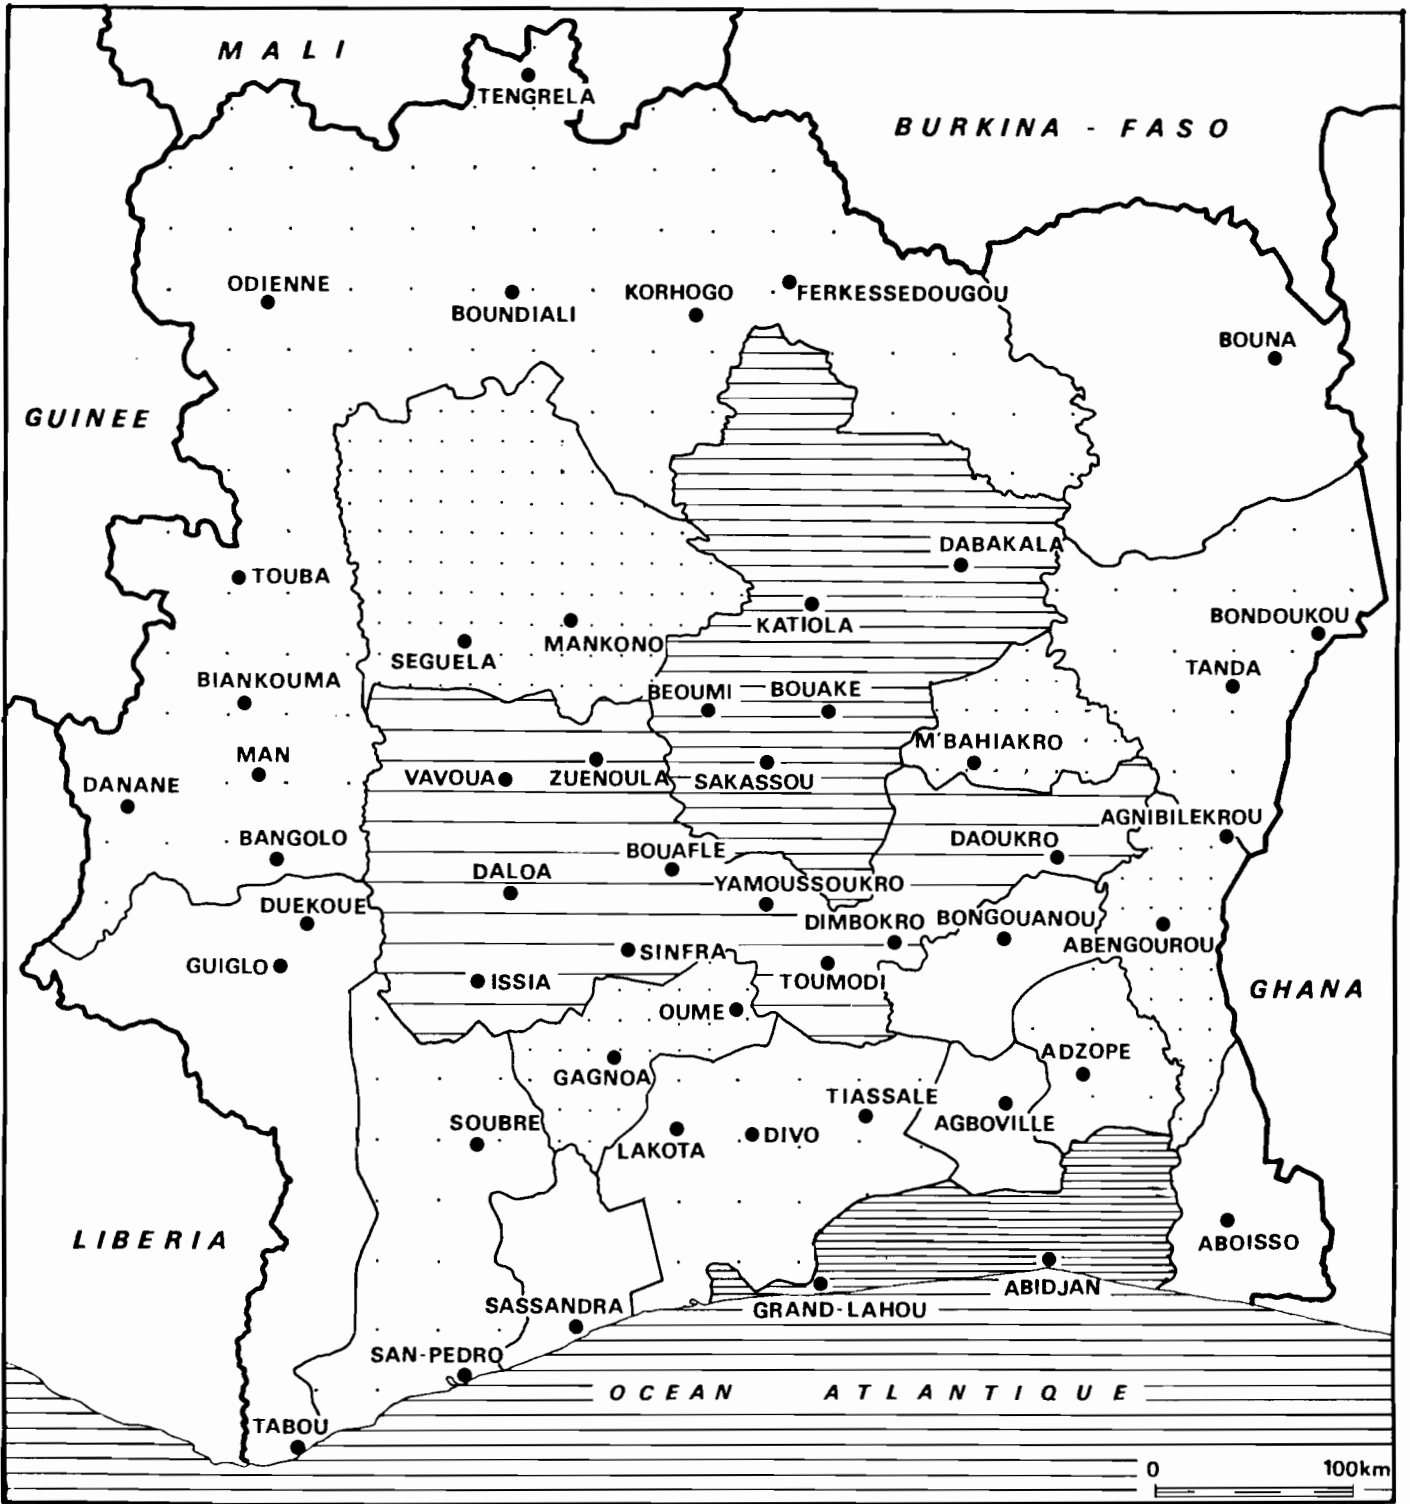 MALI
TENGRELA
BURKINA - FASO
ODIENNE
BOUNDIALI
KORHOGO
FERKESSEDOUGOU
BOUNA
GUINEE
DABAKALA
TOUBA
KATIOLA
BONDOUKOU
MANKONO
SEGUELA
TANDA
BIANKOUMA
BEOUMI
BOUAKE
M'BAHIAKRO
MAN
VAVOUA
ZUENOULA
SAKASSOU
DANANE
AGNIBILEKROU
BANGOLO
DAOUKRO
BOUAFLE
DALOA
YAMOUSSOUKRO
DUEKOUE
DIMBOKRO
BONGOUANOU
ABENGOUROU
GUIGLO
SINFRA
ISSIA
TOUMODI
GHANA
OUME
ADZOPE
GAGNOA
TIASSALE
SOUBRE
AGBOVILLE
LAKOTA
DIVO
LIBERIA
ABOISSO
ABIDJAN
SASSANDRA
GRAND-LAHOU
SAN-PEDRO
OCEAN ATLANTIQUE
TABOU
0 100km